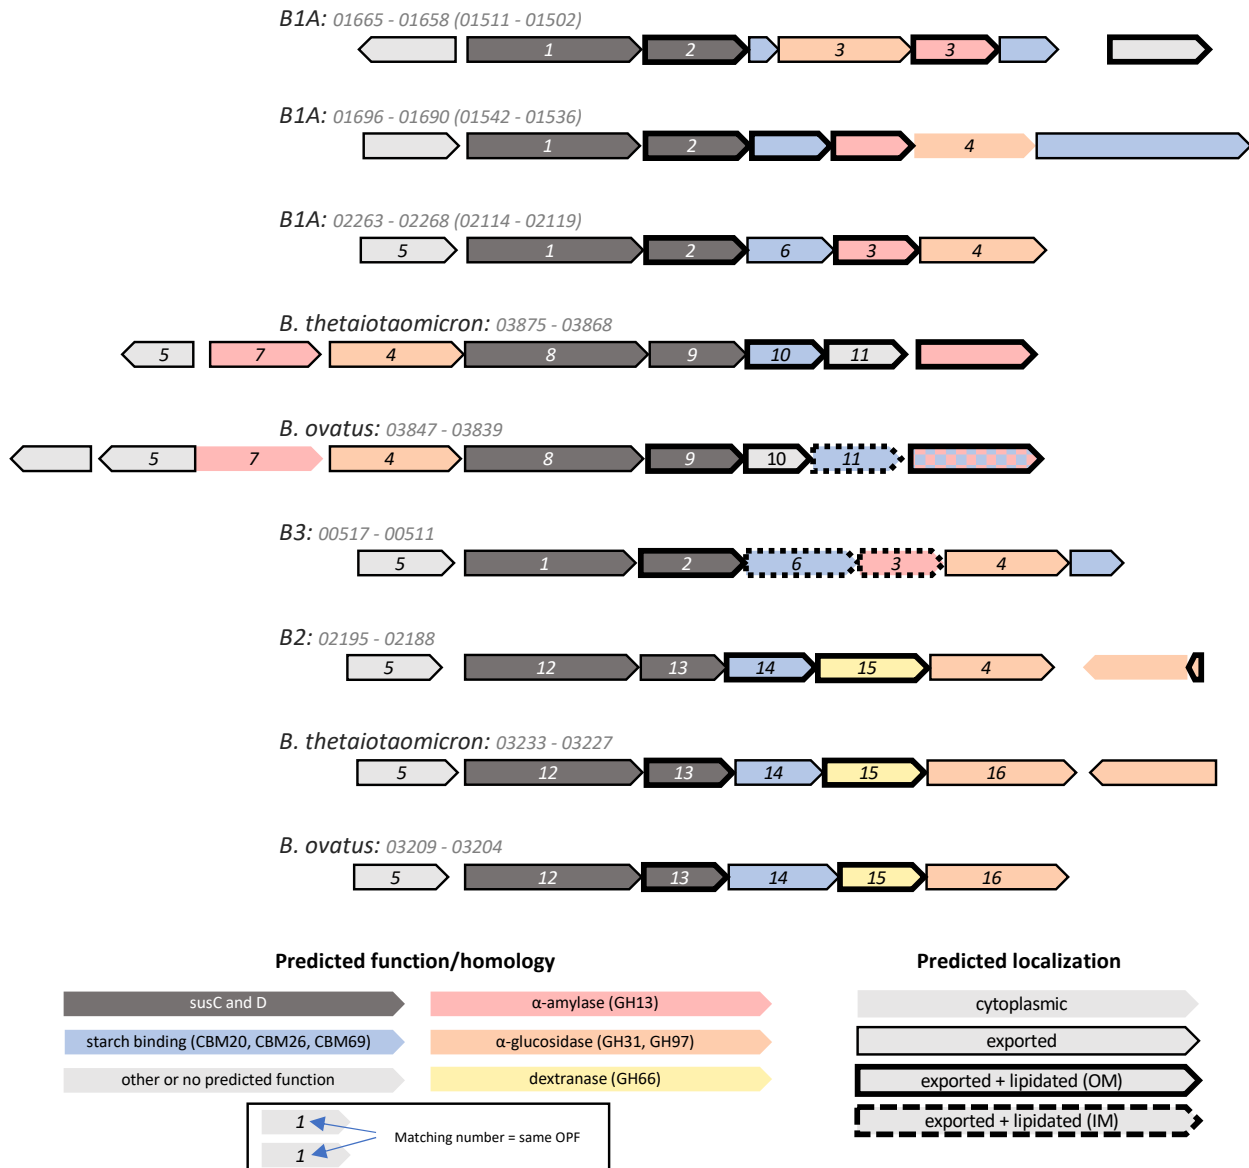 B1A: 01665 - 01658 (01511 - 01502)
1 2 3 3
B1A: 01696 - 01690 (01542 - 01536)
1 2 4
B1A: 02263 - 02268 (02114 - 02119)
5 1 2 6 3 4
B. thetaiotaomicron: 03875 - 03868
5 7 4 8 9 10 11
B. ovatus: 03847 - 03839
5 7 4 8 9 10 11
B3: 00517 - 00511
5 1 2 6 3 4
B2: 02195 - 02188
5 12 13 14 15 4
B. thetaiotaomicron: 03233 - 03227
5 12 13 14 15 16
B. ovatus: 03209 - 03204
5 12 13 14 15 16
Predicted function/homology
susC and D
α-amylase (GH13)
starch binding (CBM20, CBM26, CBM69)
α-glucosidase (GH31, GH97)
other or no predicted function
dextranase (GH66)
1
Matching number = same OPF
1
Predicted localization
cytoplasmic
exported
exported + lipidated (OM)
exported + lipidated (IM)